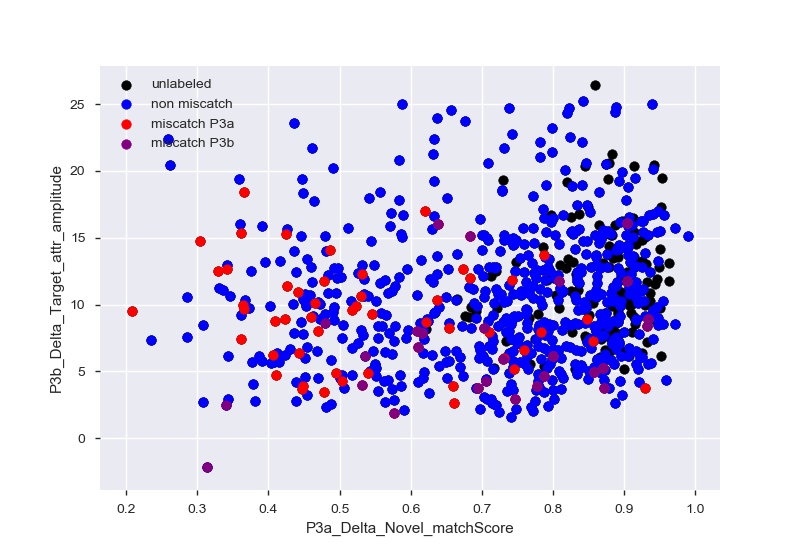 unlabeled
non miscatch
miscatch P3a
miscatch P3b
25
20
15
10
5
0
P3b_Delta_Target_attr_amplitude
0.2 0.3 0.4 0.5 0.6 0.7 0.8 0.9 1.0
P3a_Delta_Novel_matchScore